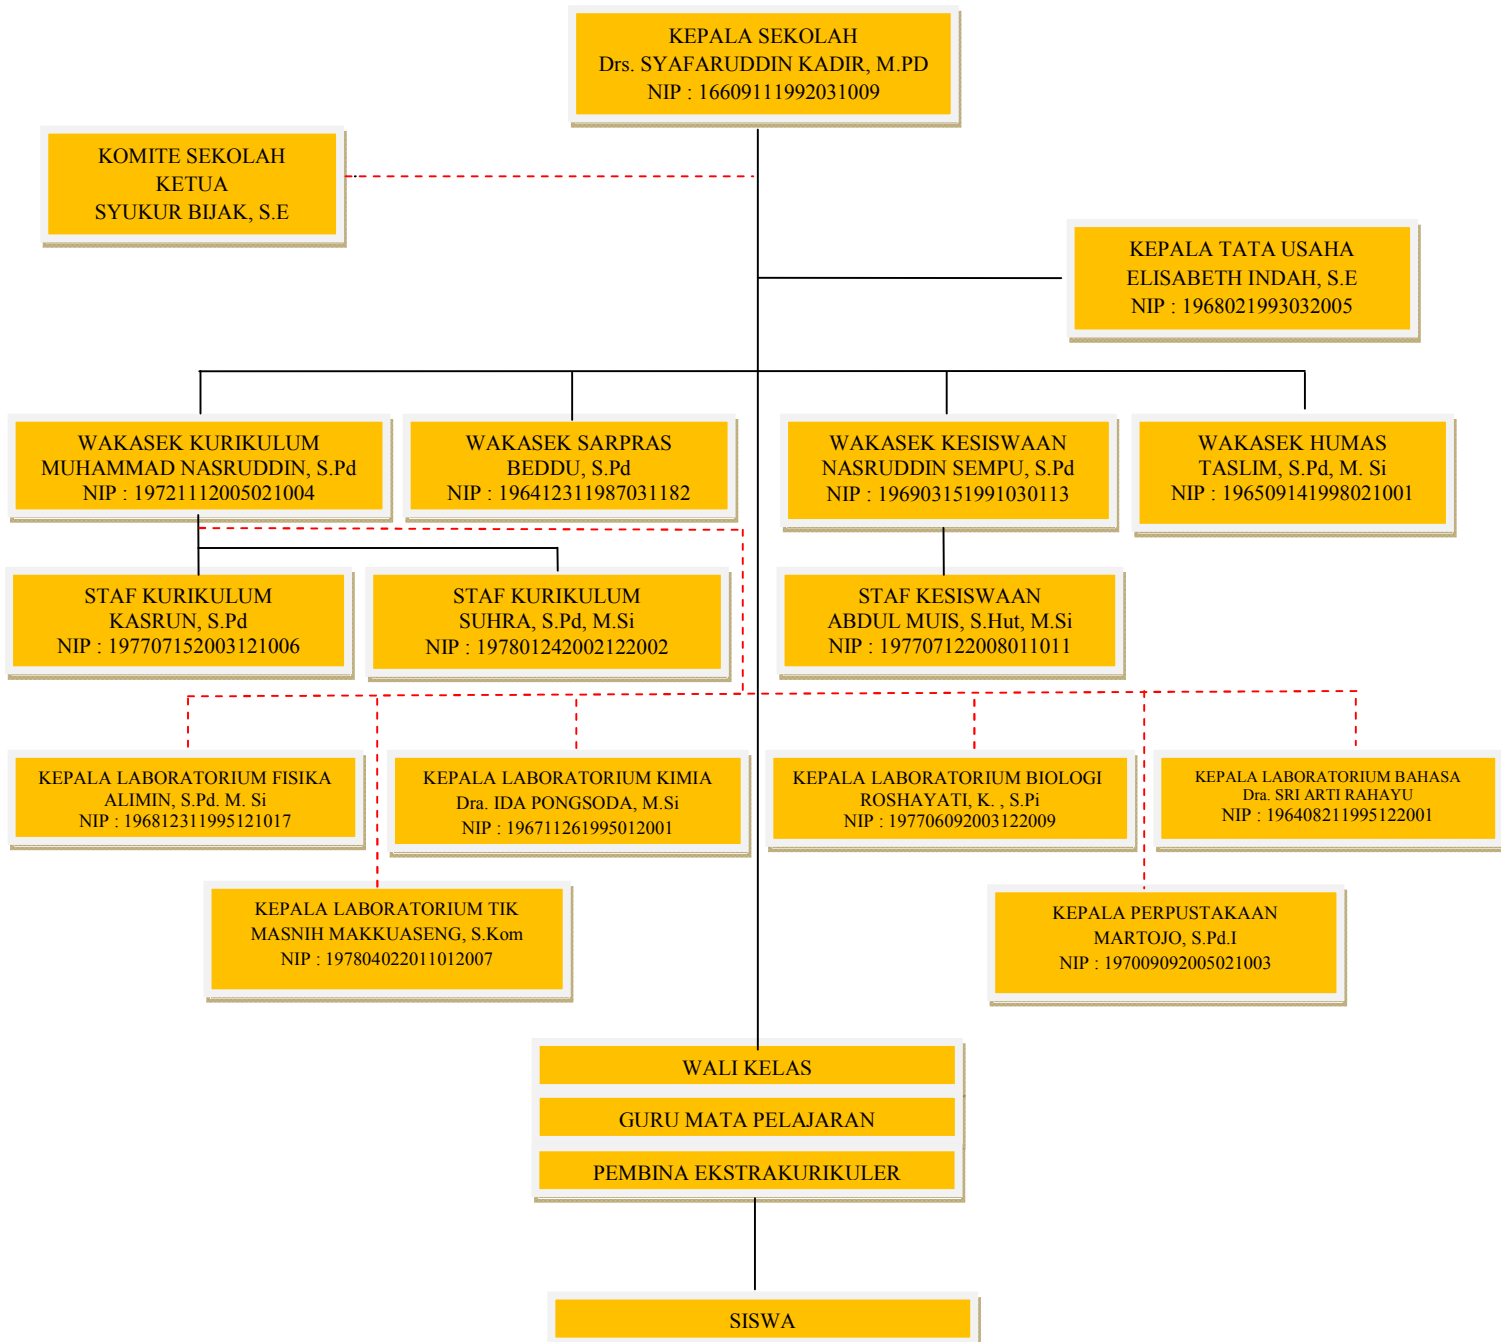 KEPALA SEKOLAH
Drs. SYAFARUDDIN KADIR, M.PD
NIP : 16609111992031009
KOMITE SEKOLAH
KETUA
SYUKUR BIJAK, S.E
KEPALA TATA USAHA
ELISABETH INDAH, S.E
NIP : 1968021993032005
WAKASEK KURIKULUM
MUHAMMAD NASRUDDIN, S.Pd
NIP : 19721112005021004
WAKASEK SARPRAS
BEDDU, S.Pd
NIP : 196412311987031182
WAKASEK KESISWAAN
NASRUDDIN SEMPU, S.Pd
NIP : 196903151991030113
WAKASEK HUMAS
TASLIM, S.Pd, M. Si
NIP : 196509141998021001
STAF KURIKULUM
KASRUN, S.Pd
NIP : 197707152003121006
STAF KURIKULUM
SUHRA, S.Pd, M.Si
NIP : 197801242002122002
STAF KESISWAAN
ABDUL MUIS, S.Hut, M.Si
NIP : 197707122008011011
KEPALA LABORATORIUM FISIKA
ALIMIN, S.Pd. M. Si
NIP : 196812311995121017
KEPALA LABORATORIUM KIMIA
Dra. IDA PONGSODA, M.Si
NIP : 196711261995012001
KEPALA LABORATORIUM BIOLOGI
ROSHAYATI, K. , S.Pi
NIP : 197706092003122009
KEPALA LABORATORIUM BAHASA
Dra. SRI ARTI RAHAYU
NIP : 196408211995122001
KEPALA LABORATORIUM TIK
MASNIH MAKKUASENG, S.Kom
NIP : 197804022011012007
KEPALA PERPUSTAKAAN
MARTOJO, S.Pd.I
NIP : 197009092005021003
WALI KELAS
GURU MATA PELAJARAN
PEMBINA EKSTRAKURIKULER
SISWA